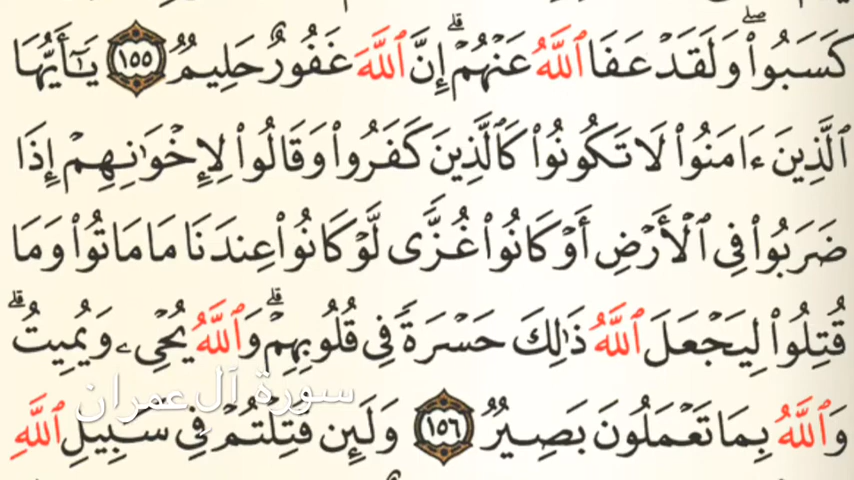 كَسَبُوا۟ۖ وَلَقَدْ عَفَا ٱللَّهُ عَنْهُمْۗ إِنَّ ٱللَّهَ غَفُورٌ حَلِيمٌ ١٥٥ يَـٰٓأَيُّهَا
ٱلَّذِينَ ءَامَنُوا۟ لَا تَكُونُوا۟ كَٱلَّذِينَ كَفَرُوا۟ وَقَالُوا۟ لِإِخْوَٰنِهِمْ إِذَا
ضَرَبُوا۟ فِى ٱلْأَرْضِ أَوْ كَانُوا۟ غُزًّى لَّوْ كَانُوا۟ عِندَنَا مَا مَاتُوا۟ وَمَا
قُتِلُوا۟ لِيَجْعَلَ ٱللَّهُ ذَٰلِكَ حَسْرَةً فِى قُلُوبِهِمْۗ وَٱللَّهُ يُحْىِۦ وَيُمِيتُۗ
سورة آل عمران
وَٱللَّهُ بِمَا تَعْمَلُونَ بَصِيرٌ ١٥٦ وَلَئِن قُتِلْتُمْ فِى سَبِيلِ ٱللَّهِ